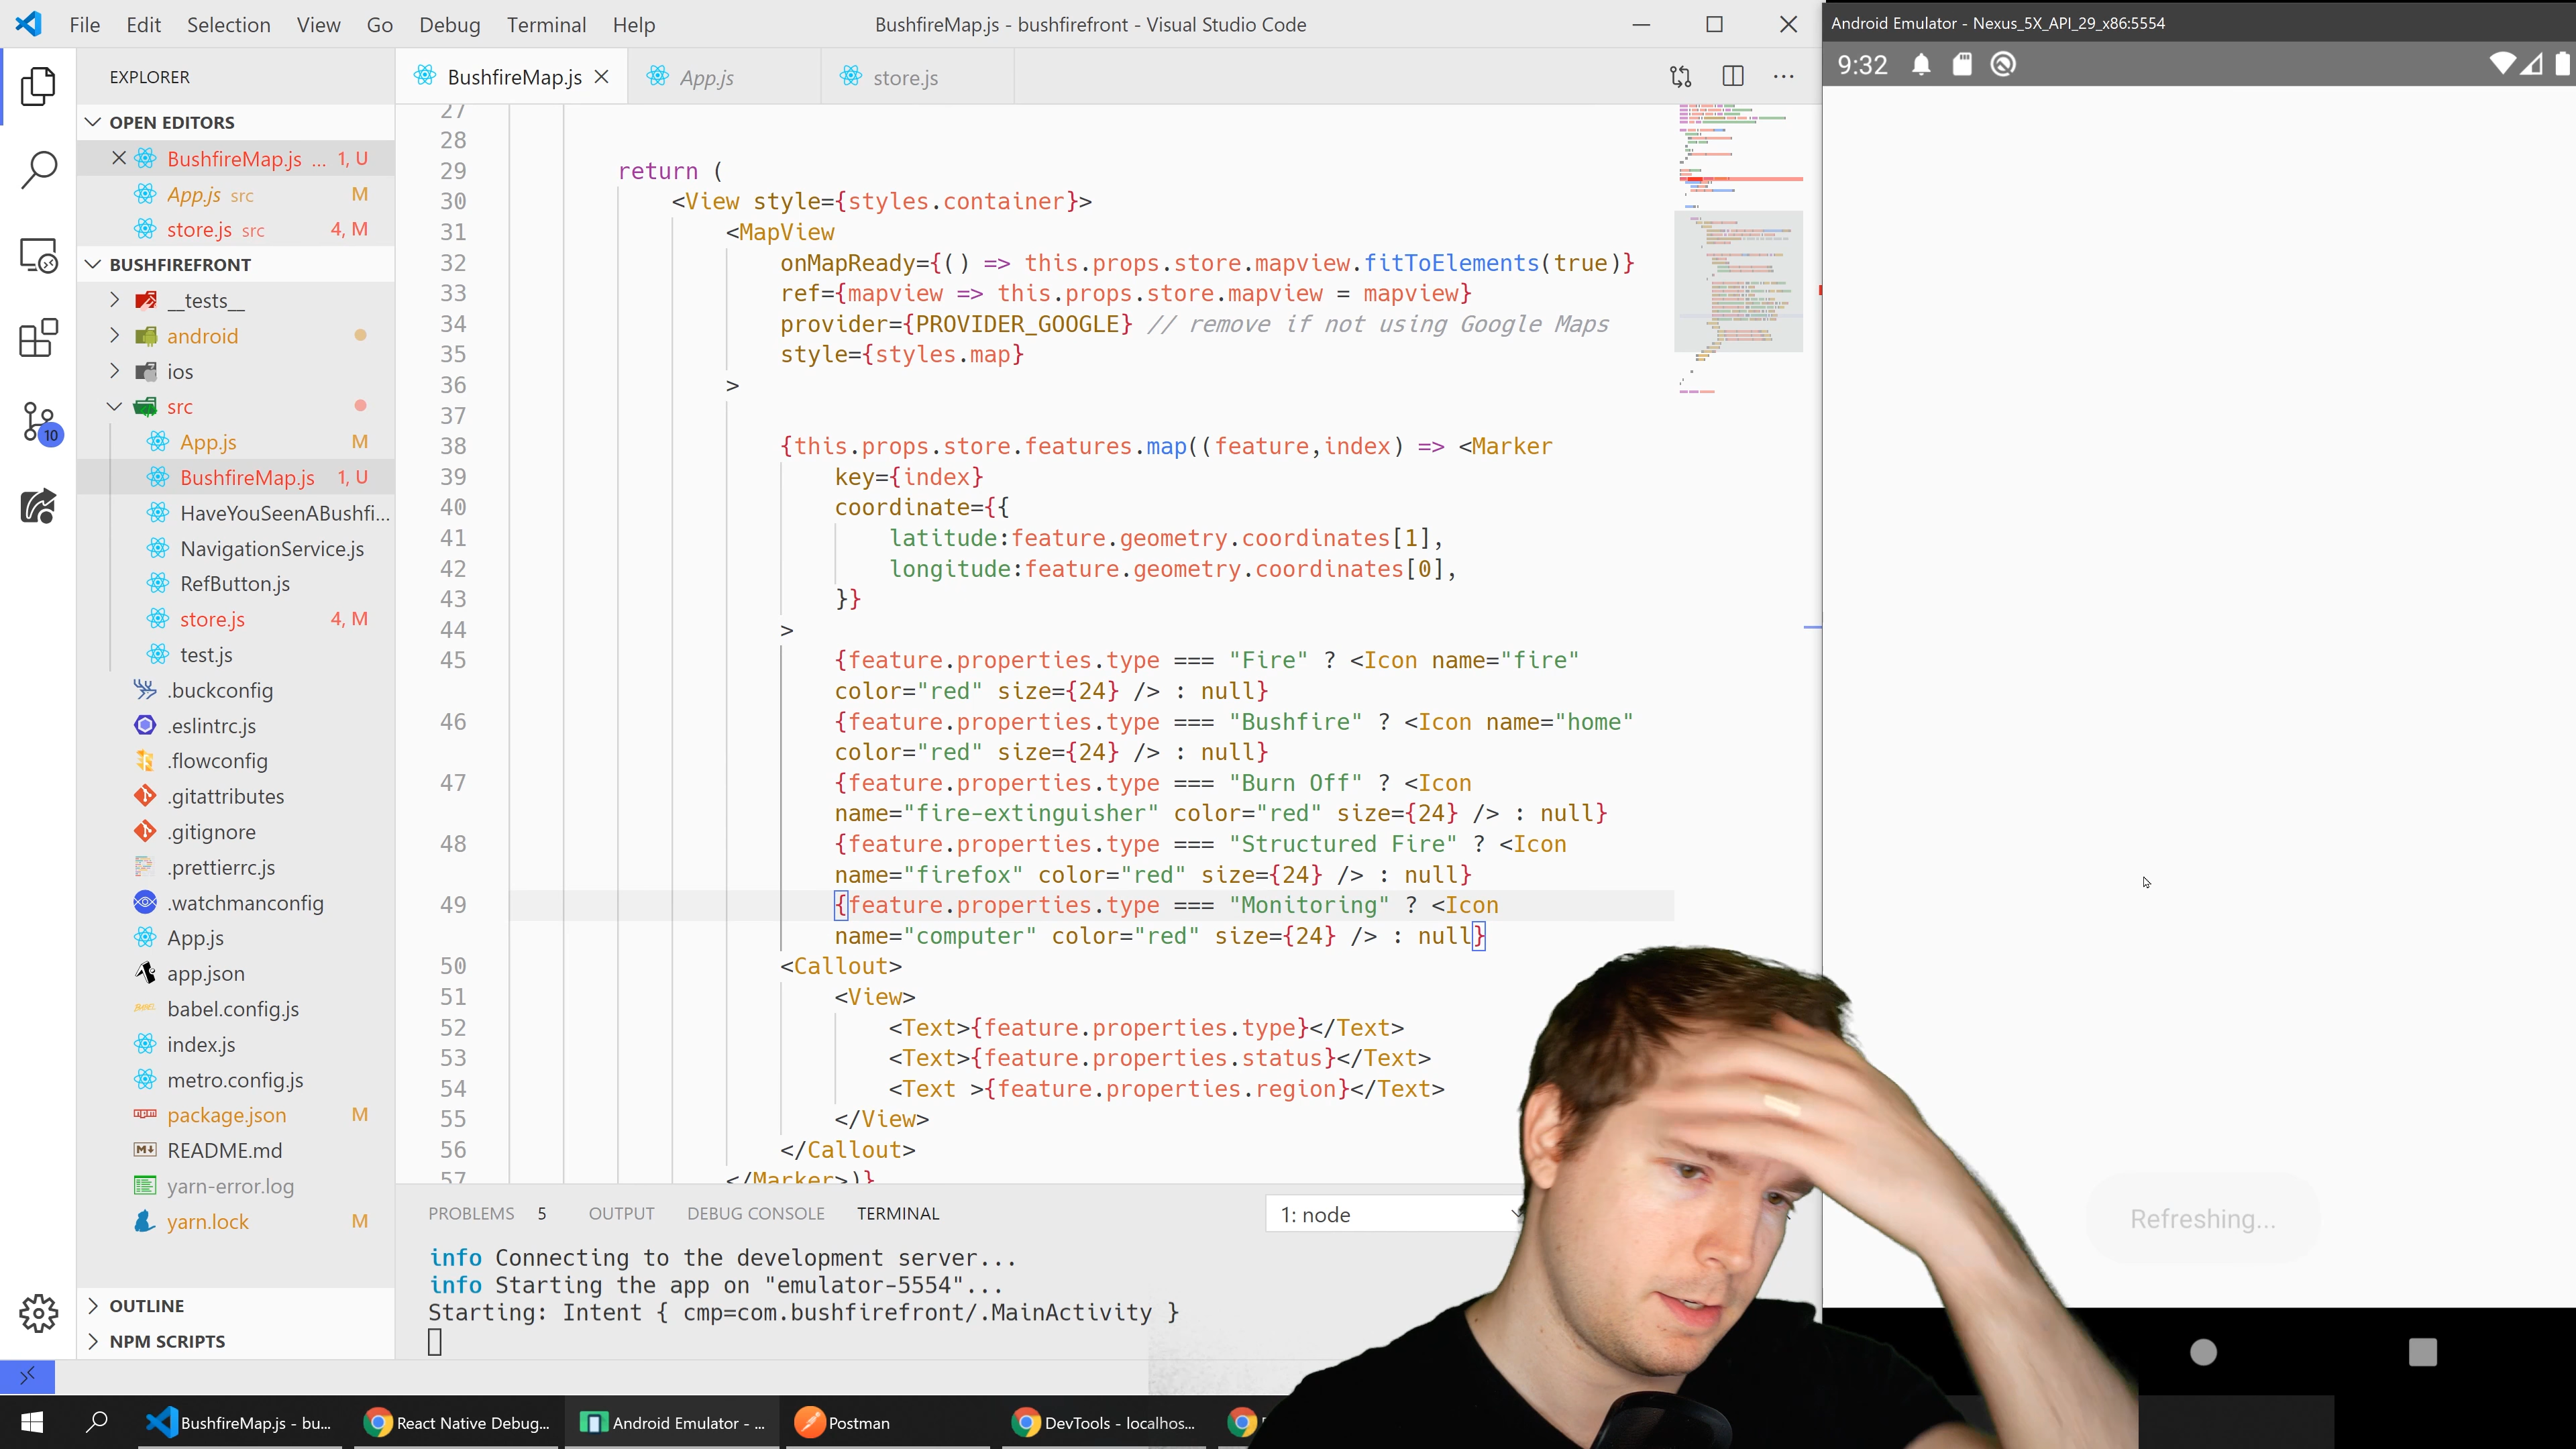 File Edit Selection View Go Debug Terminal Help
BushfireMap.js - bushfirefront - Visual Studio Code
Android Emulator - Nexus_5X_API_29_x86:5554
9:32
EXPLORER
BushfireMap.js
App.js
store.js
OPEN EDITORS
BushfireMap.js ... 1, U
App.js src M
store.js src 4, M
BUSHFIREFRONT
__tests__
android
ios
src
App.js M
BushfireMap.js 1, U
HaveYouSeenABushfi...
NavigationService.js
RefButton.js
store.js 4, M
test.js
.buckconfig
.eslintrc.js
.flowconfig
.gitattributes
.gitignore
.prettierrc.js
.watchmanconfig
App.js
app.json
babel.config.js
index.js
metro.config.js
package.json M
README.md
yarn-error.log
yarn.lock M
OUTLINE
NPM SCRIPTS
10
27
28
29 return (
30 <View style={styles.container}>
31 <MapView
32 onMapReady={() => this.props.store.mapview.fitToElements(true)}
33 ref={mapview => this.props.store.mapview = mapview}
34 provider={PROVIDER_GOOGLE} // remove if not using Google Maps
35 style={styles.map}
36 >
37
38 {this.props.store.features.map((feature,index) => <Marker
39 key={index}
40 coordinate={{
41 latitude:feature.geometry.coordinates[1],
42 longitude:feature.geometry.coordinates[0],
43 }}
44 >
45 {feature.properties.type === "Fire" ? <Icon name="fire"
color="red" size={24} /> : null}
46 {feature.properties.type === "Bushfire" ? <Icon name="home"
color="red" size={24} /> : null}
47 {feature.properties.type === "Burn Off" ? <Icon
name="fire-extinguisher" color="red" size={24} /> : null}
48 {feature.properties.type === "Structured Fire" ? <Icon
name="firefox" color="red" size={24} /> : null}
49 {feature.properties.type === "Monitoring" ? <Icon
name="computer" color="red" size={24} /> : null}
50 <Callout>
51 <View>
52 <Text>{feature.properties.type}</Text>
53 <Text>{feature.properties.status}</Text>
54 <Text >{feature.properties.region}</Text>
55 </View>
56 </Callout>
57 </Marker>)}
PROBLEMS 5 OUTPUT DEBUG CONSOLE TERMINAL
1: node
info Connecting to the development server...
info Starting the app on "emulator-5554"...
Starting: Intent { cmp=com.bushfirefront/.MainActivity }
Refreshing...
BushfireMap.js - bu...
React Native Debug...
Android Emulator - ...
Postman
DevTools - localhos...